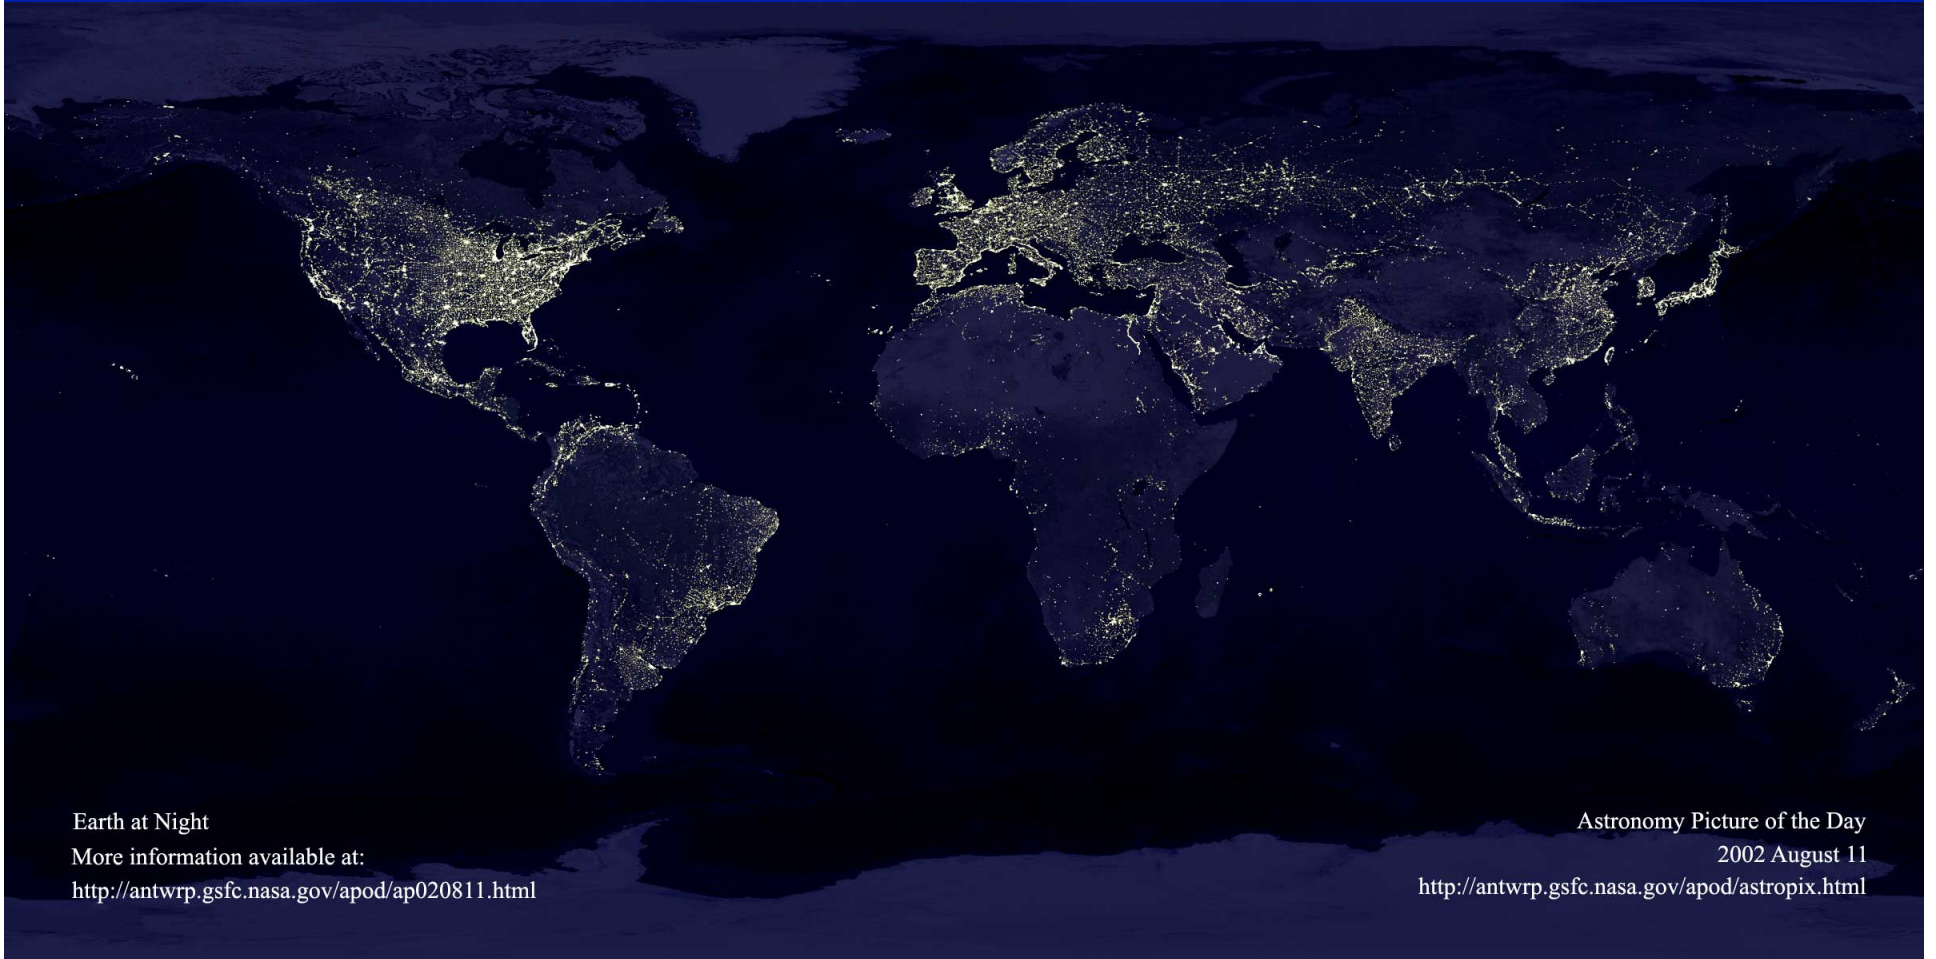 Earth at Night
More information available at:
http://antwrp.gsfc.nasa.gov/apod/ap020811.html
Astronomy Picture of the Day
2002 August 11
http://antwrp.gsfc.nasa.gov/apod/astropix.html